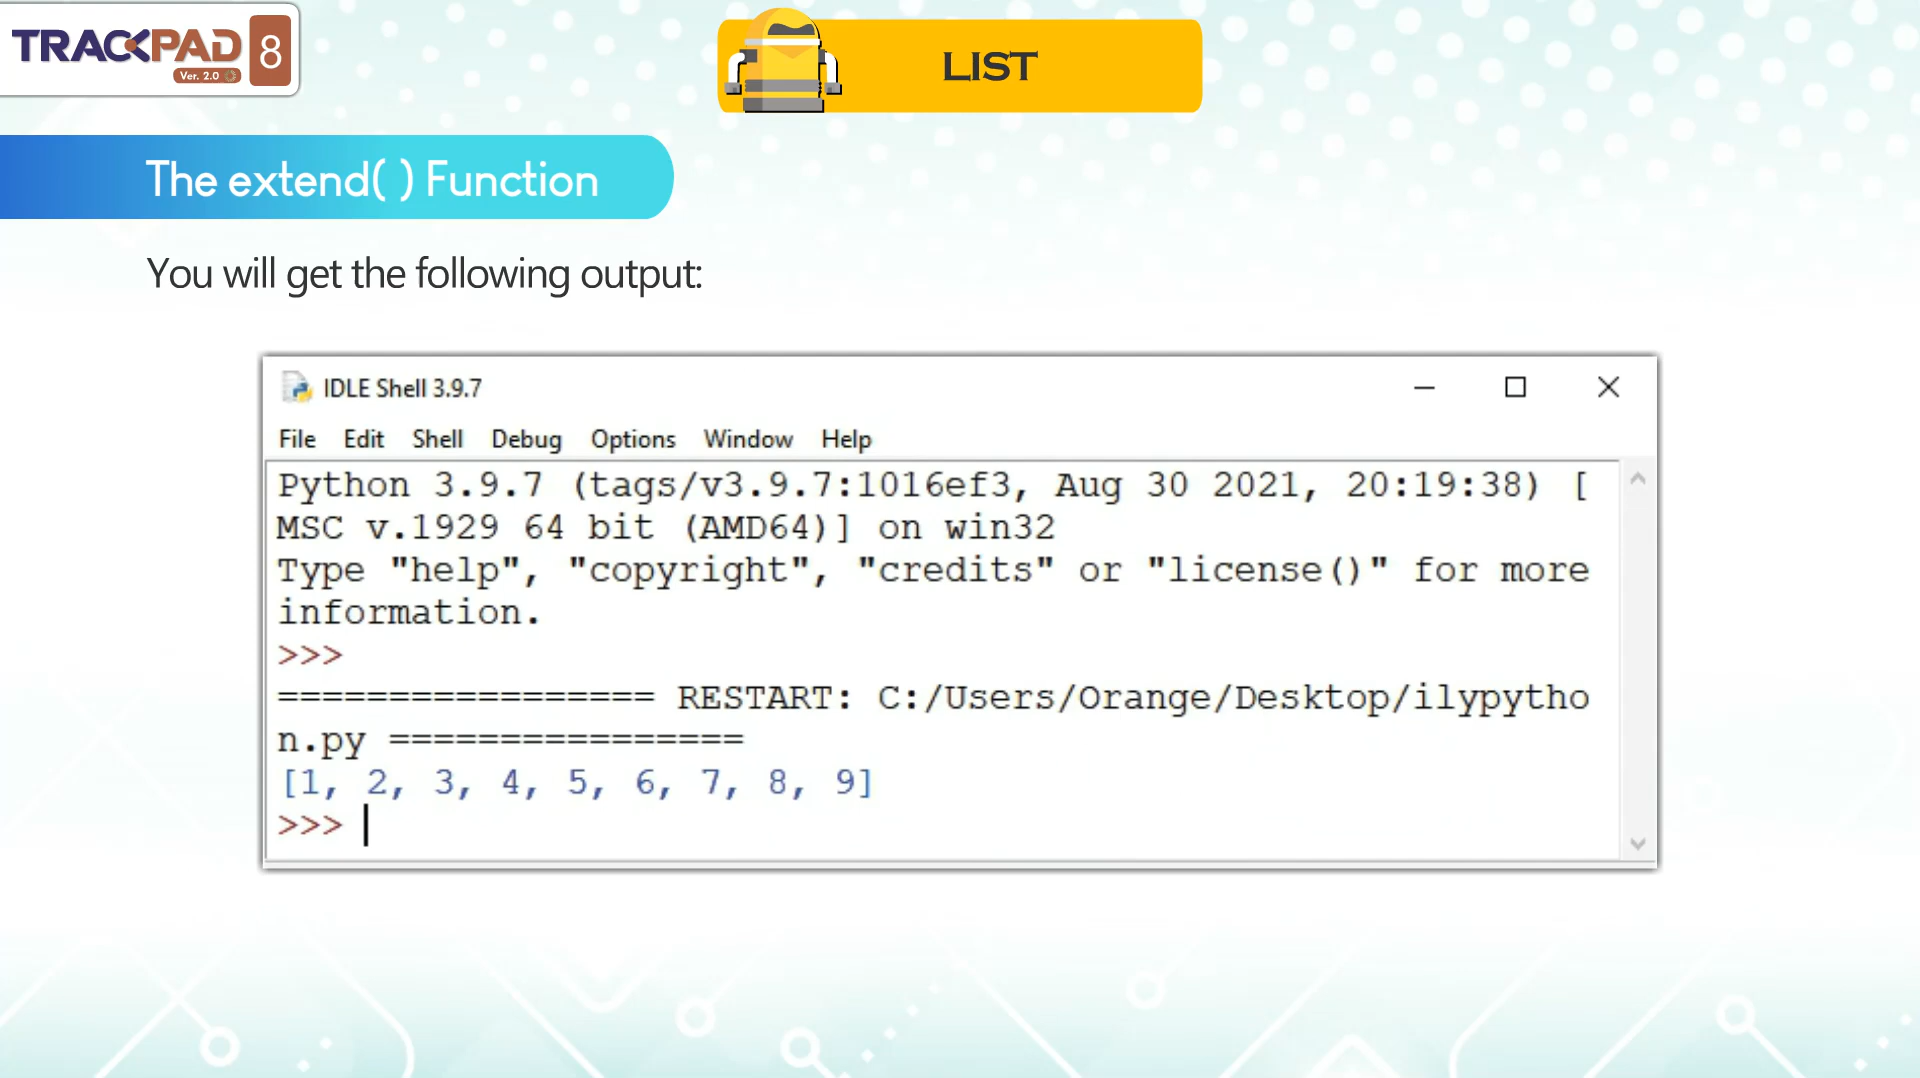 TRACKPAD 8
Ver. 2.0
LIST
The extend( ) Function
You will get the following output:
IDLE Shell 3.9.7
File Edit Shell Debug Options Window Help
Python 3.9.7 (tags/v3.9.7:1016ef3, Aug 30 2021, 20:19:38) [
MSC v.1929 64 bit (AMD64)] on win32
Type "help", "copyright", "credits" or "license()" for more
information.
>>>
================= RESTART: C:/Users/Orange/Desktop/ilypytho
n.py ================
[1, 2, 3, 4, 5, 6, 7, 8, 9]
>>>